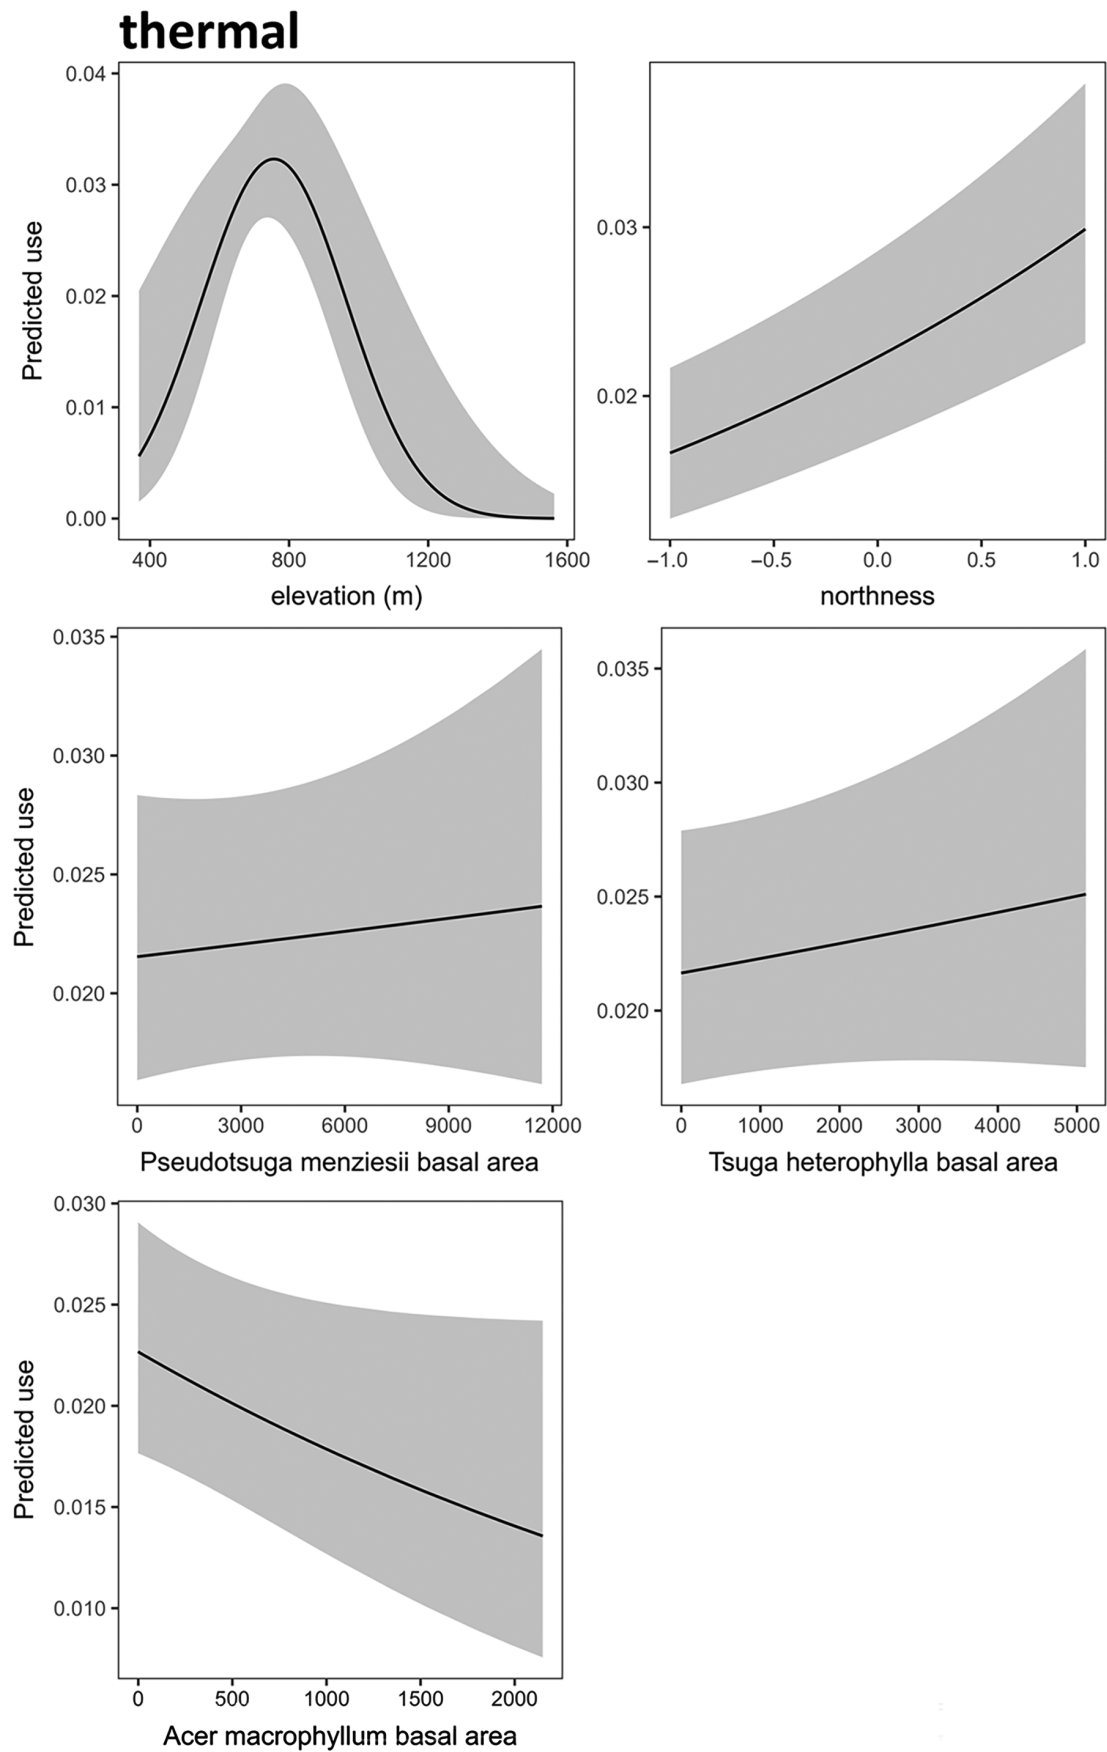 thermal
0.04
0.03
0.02
0.01
0.00
Predicted use
400 800 1200 1600
elevation (m)
0.03
0.02
−1.0 −0.5 0.0 0.5 1.0
northness
0.035
0.030
0.025
0.020
Predicted use
0 3000 6000 9000 12000
Pseudotsuga menziesii basal area
0.035
0.030
0.025
0.020
0 1000 2000 3000 4000 5000
Tsuga heterophylla basal area
0.030
0.025
0.020
0.015
0.010
Predicted use
0 500 1000 1500 2000
Acer macrophyllum basal area